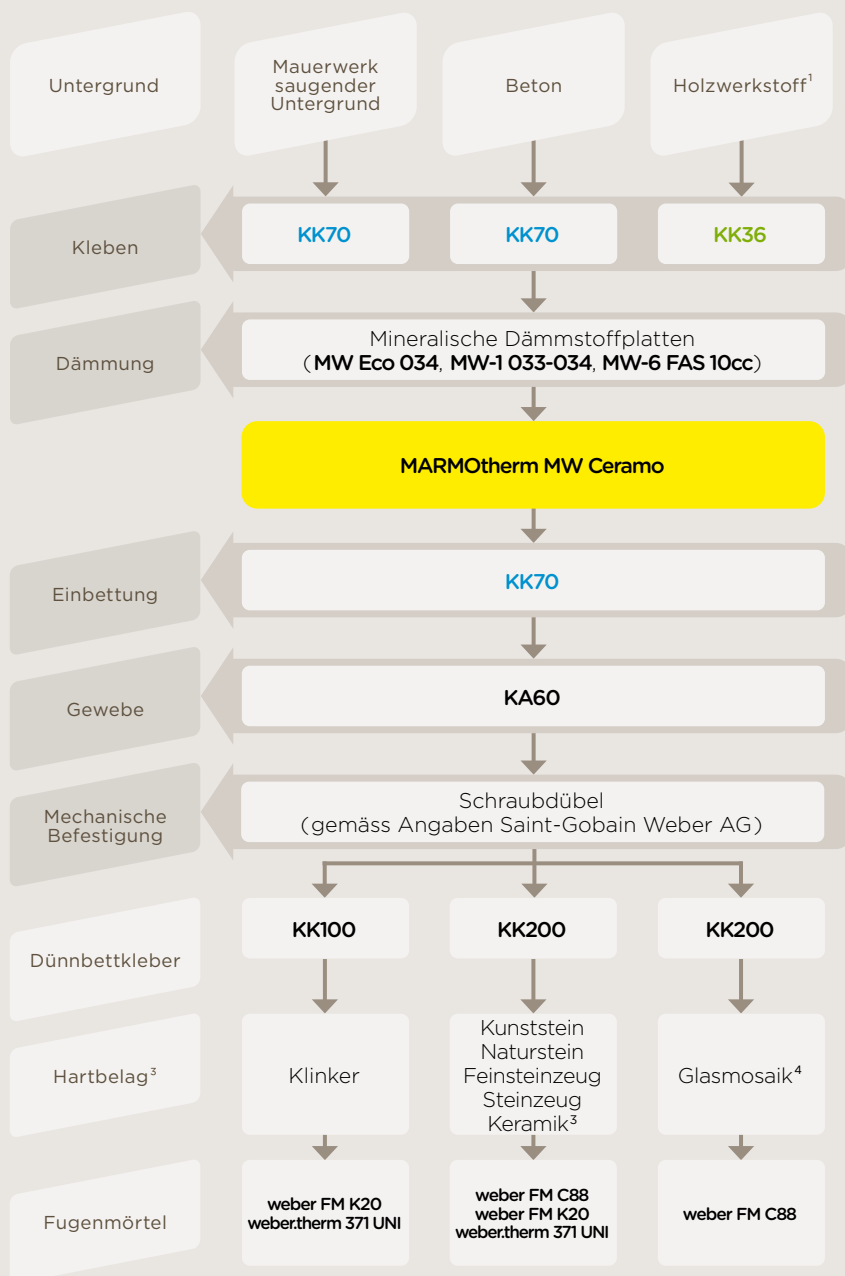 Untergrund
Mauerwerk
saugender
Untergrund
Beton
Holzwerkstoff¹
Kleben
KK70
KK70
KK36
Dämmung
Mineralische Dämmstoffplatten
(MW Eco 034, MW-1 033-034, MW-6 FAS 10cc)
MARMOtherm MW Ceramo
Einbettung
KK70
Gewebe
KA60
Mechanische
Befestigung
Schraubdübel
(gemäss Angaben Saint-Gobain Weber AG)
Dünnbettkleber
KK100
KK200
KK200
Hartbelag³
Klinker
Kunststein
Naturstein
Feinsteinzeug
Steinzeug
Keramik³
Glasmosaik⁴
Fugenmörtel
weber FM K20
weber.therm 371 UNI
weber FM C88
weber FM K20
weber.therm 371 UNI
weber FM C88